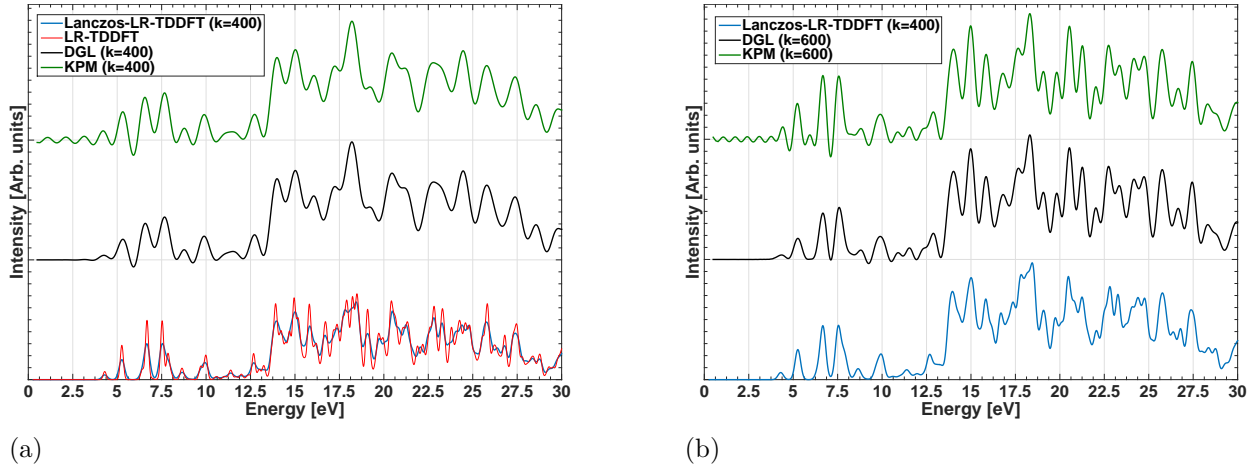 Lanczos-LR-TDDFT (k=400)
LR-TDDFT
DGL (k=400)
KPM (k=400)
Intensity [Arb. units]
0 2.5 5 7.5 10 12.5 15 17.5 20 22.5 25 27.5 30
Energy [eV]
(a)
Lanczos-LR-TDDFT (k=400)
DGL (k=600)
KPM (k=600)
Intensity [Arb. units]
0 2.5 5 7.5 10 12.5 15 17.5 20 22.5 25 27.5 30
Energy [eV]
(b)